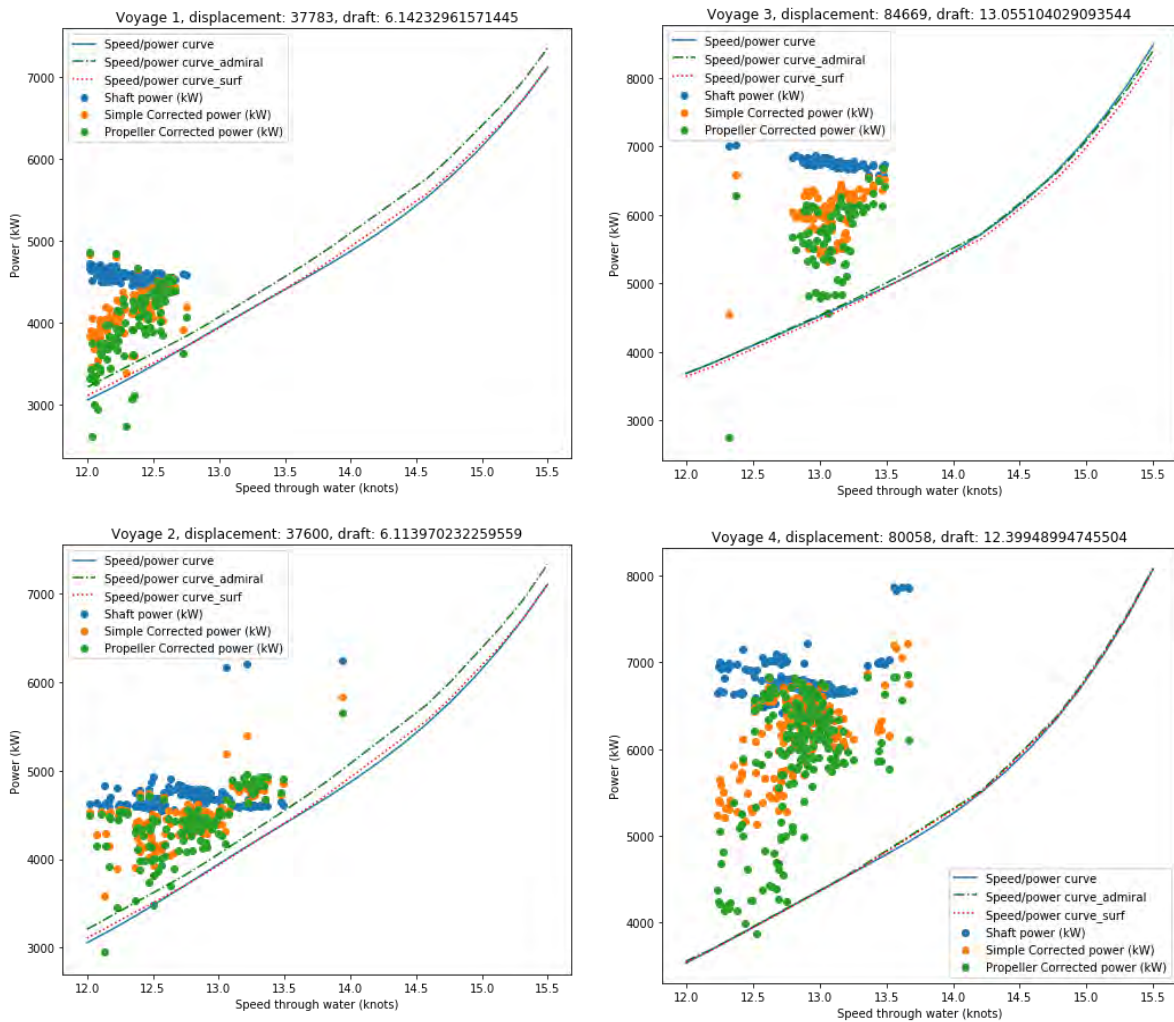 Voyage 1, displacement: 37783, draft: 6.14232961571445
Speed/power curve
Speed/power curve_admiral
Speed/power curve_surf
Shaft power (kW)
Simple Corrected power (kW)
Propeller Corrected power (kW)
7000
6000
5000
4000
3000
Power (kW)
12.0 12.5 13.0 13.5 14.0 14.5 15.0 15.5
Speed through water (knots)
Voyage 3, displacement: 84669, draft: 13.055104029093544
Speed/power curve
Speed/power curve_admiral
Speed/power curve_surf
Shaft power (kW)
Simple Corrected power (kW)
Propeller Corrected power (kW)
8000
7000
6000
5000
4000
3000
Power (kW)
12.0 12.5 13.0 13.5 14.0 14.5 15.0 15.5
Speed through water (knots)
Voyage 2, displacement: 37600, draft: 6.113970232259559
Speed/power curve
Speed/power curve_admiral
Speed/power curve_surf
Shaft power (kW)
Simple Corrected power (kW)
Propeller Corrected power (kW)
7000
6000
5000
4000
3000
Power (kW)
12.0 12.5 13.0 13.5 14.0 14.5 15.0 15.5
Speed through water (knots)
Voyage 4, displacement: 80058, draft: 12.39948994745504
8000
7000
6000
5000
4000
Power (kW)
Speed/power curve
Speed/power curve_admiral
Speed/power curve_surf
Shaft power (kW)
Simple Corrected power (kW)
Propeller Corrected power (kW)
12.0 12.5 13.0 13.5 14.0 14.5 15.0 15.5
Speed through water (knots)